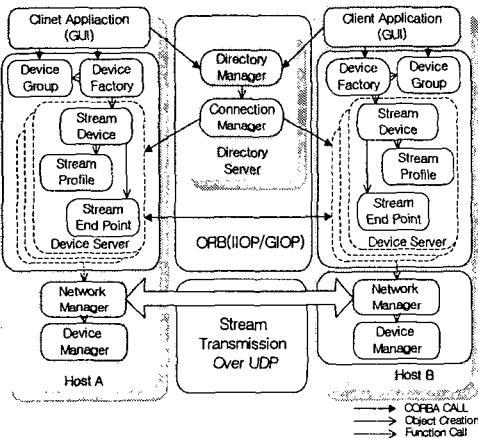 Clinet Appliaction
(GUI)
Device
Group
Device
Factory
Stream
Device
Stream
Profile
Stream
End Point
Device Server
Network
Manager
Device
Manager
Host A
Directory
Manager
Connection
Manager
Directory
Server
ORB(IIOP/GIOP)
Stream
Transmission
Over UDP
Client Application
(GUI)
Device
Factory
Device
Group
Stream
Device
Stream
Profile
Stream
End Point
Device Server
Network
Manager
Device
Manager
Host B
CORBA CALL
Object Creation
Function Call